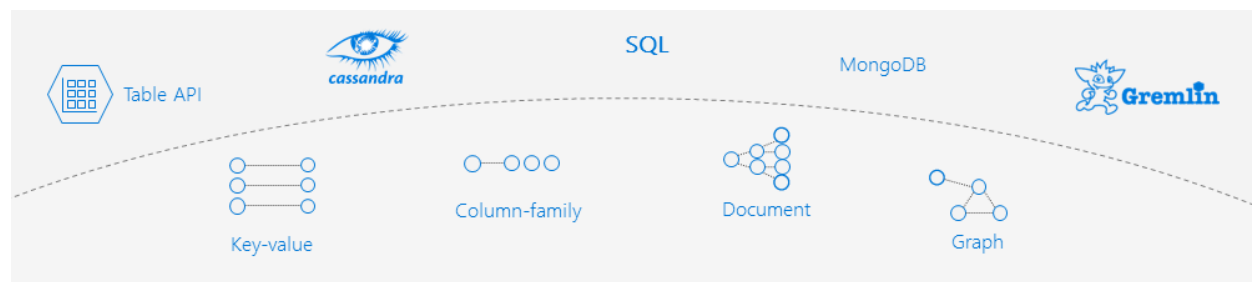 SQL
cassandra
MongoDB
Table API
Gremlin
Key-value
Column-family
Document
Graph